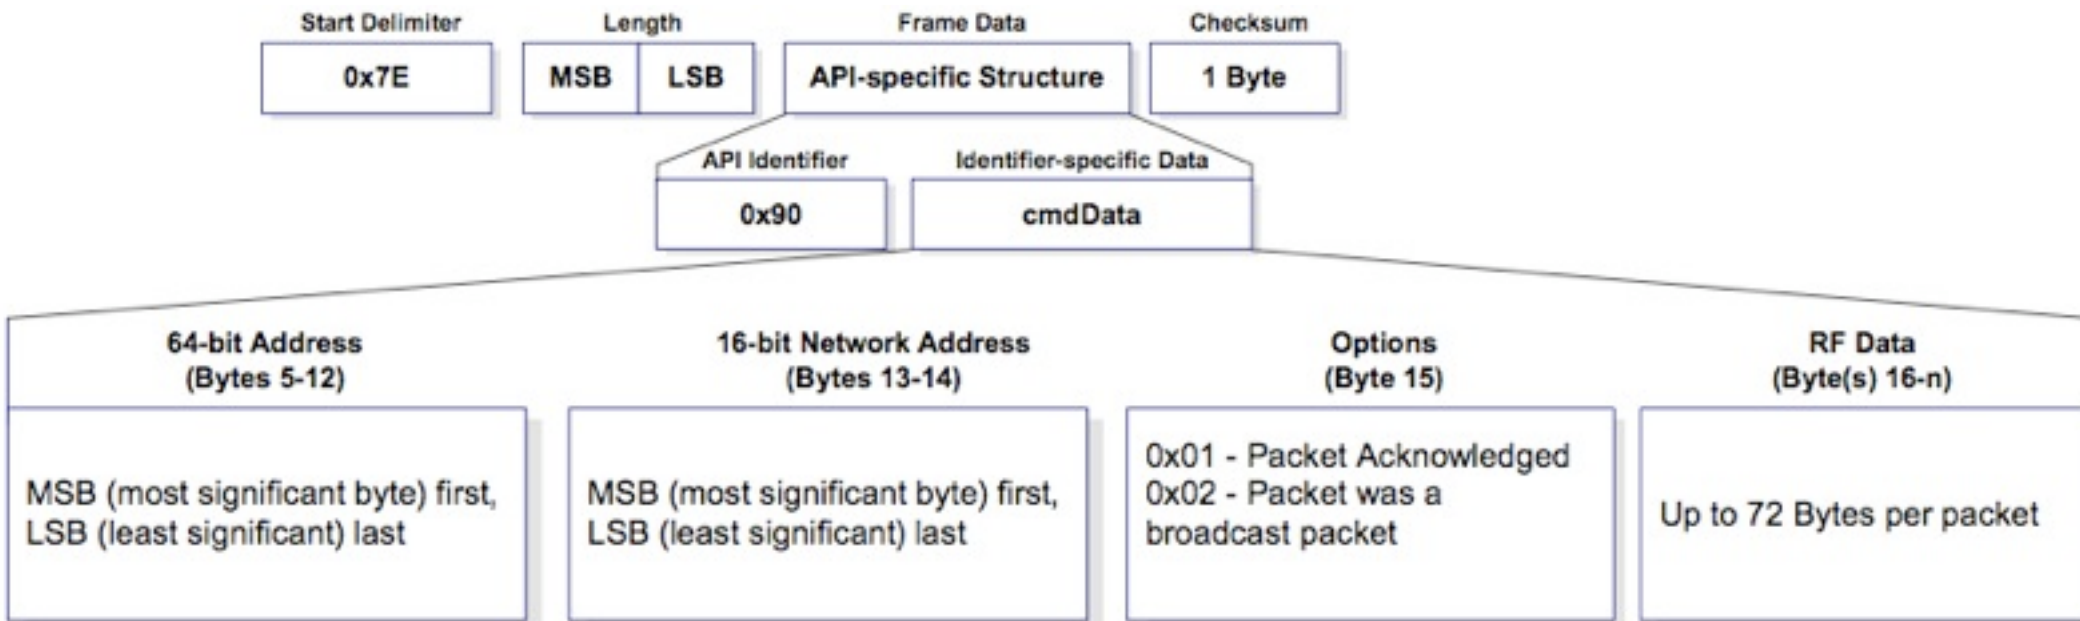 Start Delimiter Length Frame Data Checksum
0x7E MSB LSB API-specific Structure 1 Byte
API Identifier Identifier-specific Data
0x90 cmdData
64-bit Address
(Bytes 5-12)
16-bit Network Address
(Bytes 13-14)
Options
(Byte 15)
RF Data
(Byte(s) 16-n)
MSB (most significant byte) first,
LSB (least significant) last
MSB (most significant byte) first,
LSB (least significant) last
0x01 - Packet Acknowledged
0x02 - Packet was a
broadcast packet
Up to 72 Bytes per packet